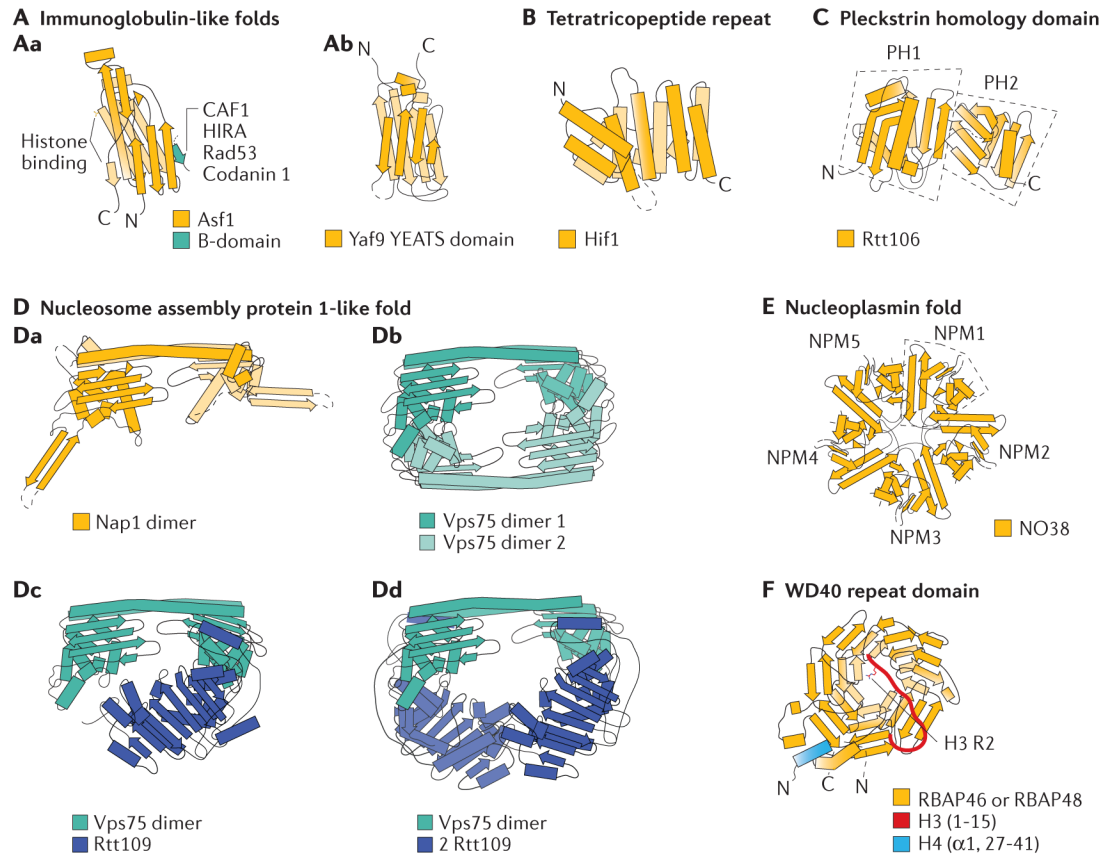 A Immunoglobulin-like folds
Aa
Histone
binding
CAF1
HIRA
Rad53
Codanin 1
C N
Asf1
B-domain
Ab
N
C
Yaf9 YEATS domain
B Tetratricopeptide repeat
N
C
Hif1
C Pleckstrin homology domain
PH1
PH2
N
C
Rtt106
D Nucleosome assembly protein 1-like fold
Da
Nap1 dimer
Db
Vps75 dimer 1
Vps75 dimer 2
E Nucleoplasmin fold
NPM5
NPM1
NPM4
NPM2
NPM3
NO38
Dc
Vps75 dimer
Rtt109
Dd
Vps75 dimer
2 Rtt109
F WD40 repeat domain
H3 R2
N C N
RBAP46 or RBAP48
H3 (1-15)
H4 (α1, 27-41)